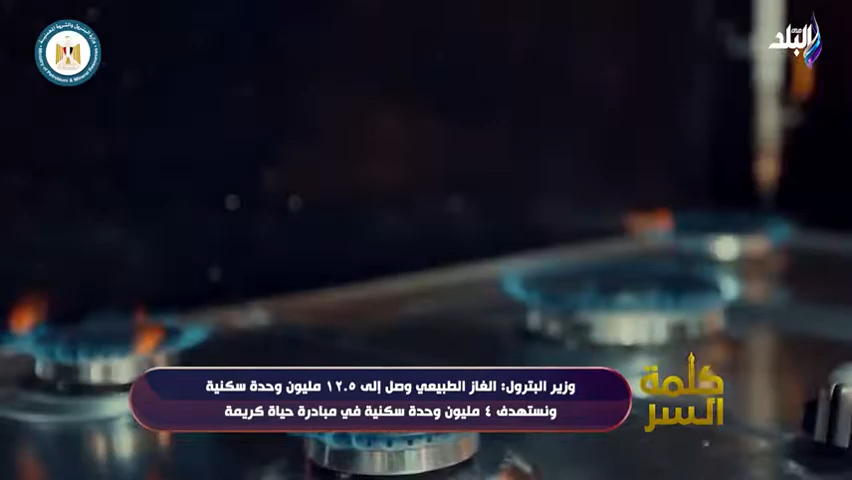 صدى
البلد
وزير البترول: الغاز الطبيعي وصل إلى ١٢.٥ مليون وحدة سكنية
ونستهدف ٤ مليون وحدة سكنية في مبادرة حياة كريمة
كلمة
السر